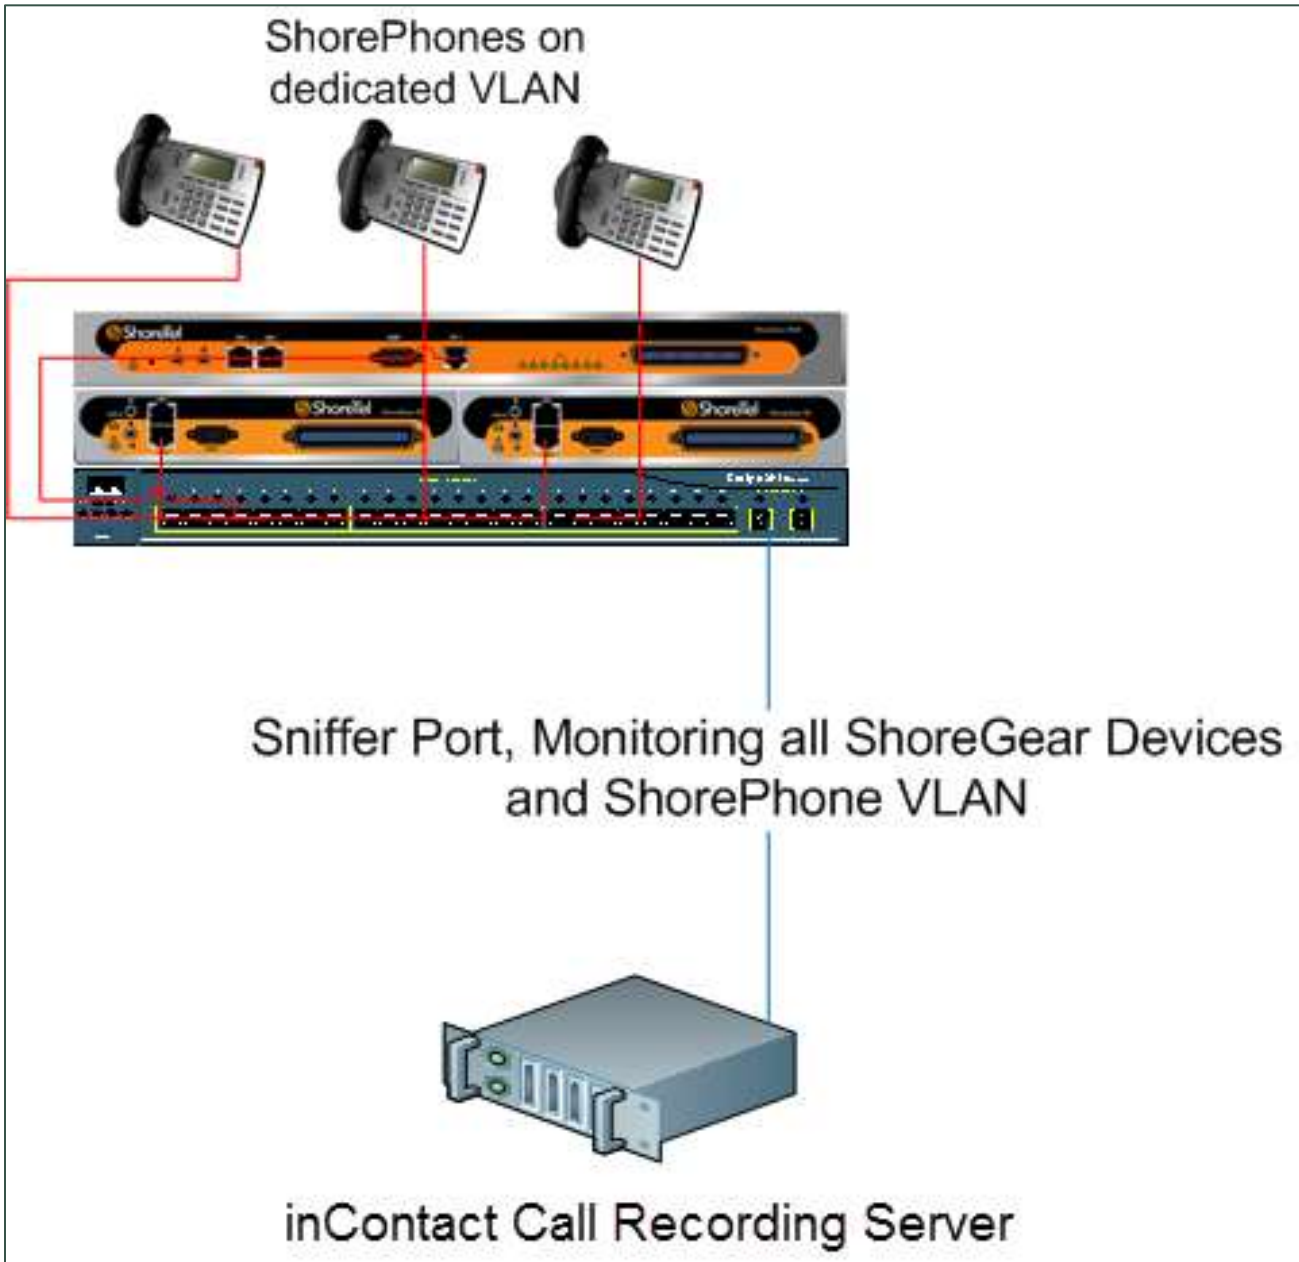 ShorePhones on
dedicated VLAN
ShoreTel
ShoreTel
ShoreTel
Sniffer Port, Monitoring all ShoreGear Devices
and ShorePhone VLAN
inContact Call Recording Server